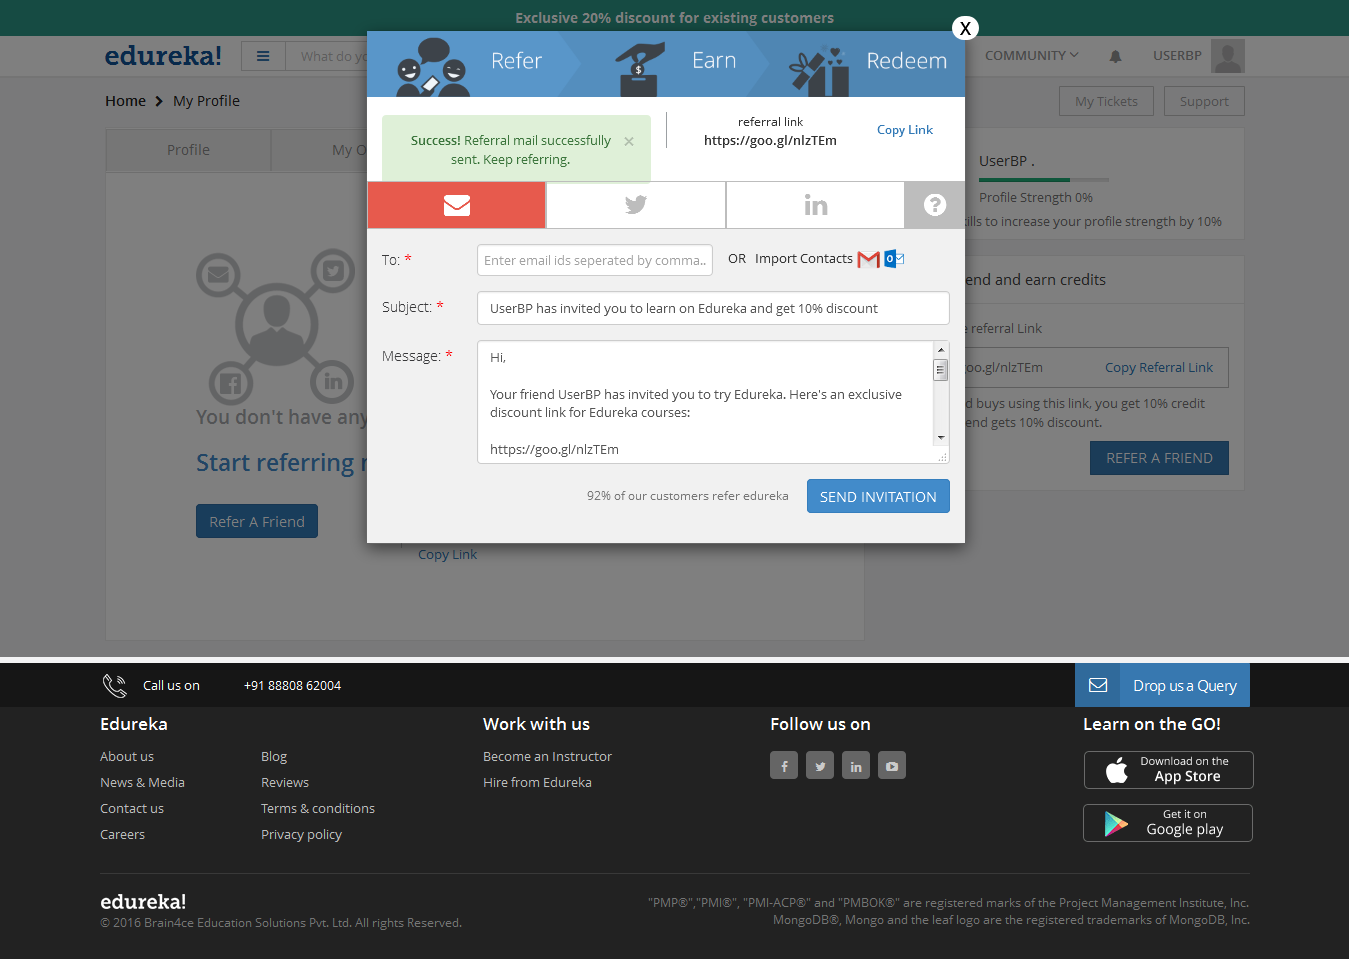 Exclusive 20% discount for existing customers
edureka!
What do yo
COMMUNITY
USERBP
X
Refer
Earn
Redeem
Home
My Profile
My Tickets
Support
Profile
My O
Success! Referral mail successfully
sent. Keep referring.
×
referral link
https://goo.gl/nlzTEm
Copy Link
UserBP .
Profile Strength 0%
ills to increase your profile strength by 10%
To: *
Enter email ids seperated by comma..
OR Import Contacts
Subject: *
UserBP has invited you to learn on Edureka and get 10% discount
Message: *
Hi,
Your friend UserBP has invited you to try Edureka. Here's an exclusive
discount link for Edureka courses:
https://goo.gl/nlzTEm
92% of our customers refer edureka
SEND INVITATION
end and earn credits
e referral Link
oo.gl/nlzTEm
Copy Referral Link
d buys using this link, you get 10% credit
end gets 10% discount.
REFER A FRIEND
You don't have any
Start referring
Refer A Friend
Copy Link
Call us on
+91 88808 62004
Drop us a Query
Edureka
About us
News & Media
Contact us
Careers
Blog
Reviews
Terms & conditions
Privacy policy
Work with us
Become an Instructor
Hire from Edureka
Follow us on
Learn on the GO!
Download on the
App Store
Get it on
Google play
edureka!
© 2016 Brain4ce Education Solutions Pvt. Ltd. All rights Reserved.
"PMP®","PMI®", "PMI-ACP®" and "PMBOK®" are registered marks of the Project Management Institute, Inc.
MongoDB®, Mongo and the leaf logo are the registered trademarks of MongoDB, Inc.